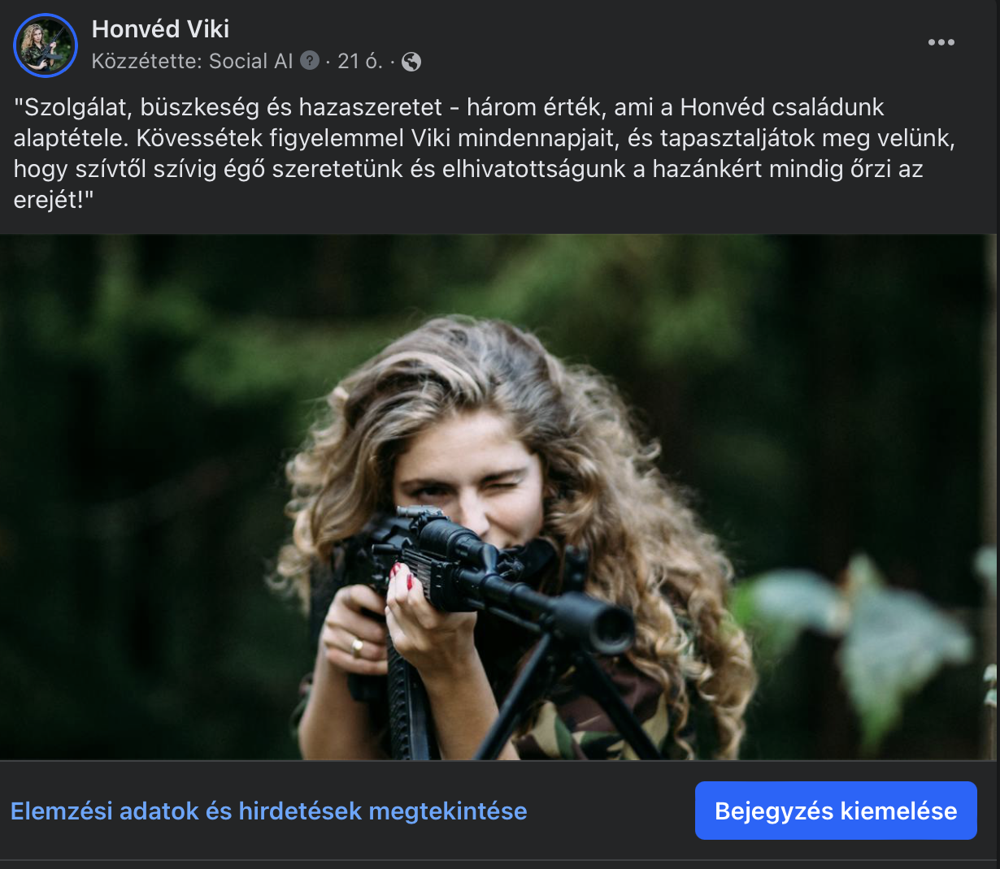 Honvéd Viki
Közzétette: Social AI ? · 21 ó. ·
"Szolgálat, büszkeség és hazaszeretet - három érték, ami a Honvéd családunk
alaptétele. Kövessétek figyelemmel Viki mindennapjait, és tapasztaljátok meg velünk,
hogy szívtől szívig égő szeretetünk és elhivatottságunk a hazánkért mindig őrzi az
erejét!"
Elemzési adatok és hirdetések megtekintése
Bejegyzés kiemelése